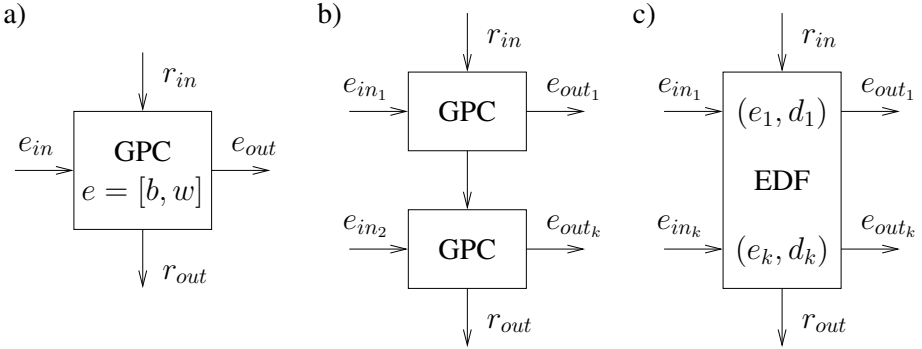 a)
r_in
e_in
GPC
e = [b, w]
e_out
r_out
b)
r_in
e_in_1
GPC
e_out_1
e_in_2
GPC
e_out_k
r_out
c)
r_in
e_in_1
(e_1, d_1)
e_out_1
EDF
e_in_k
(e_k, d_k)
e_out_k
r_out